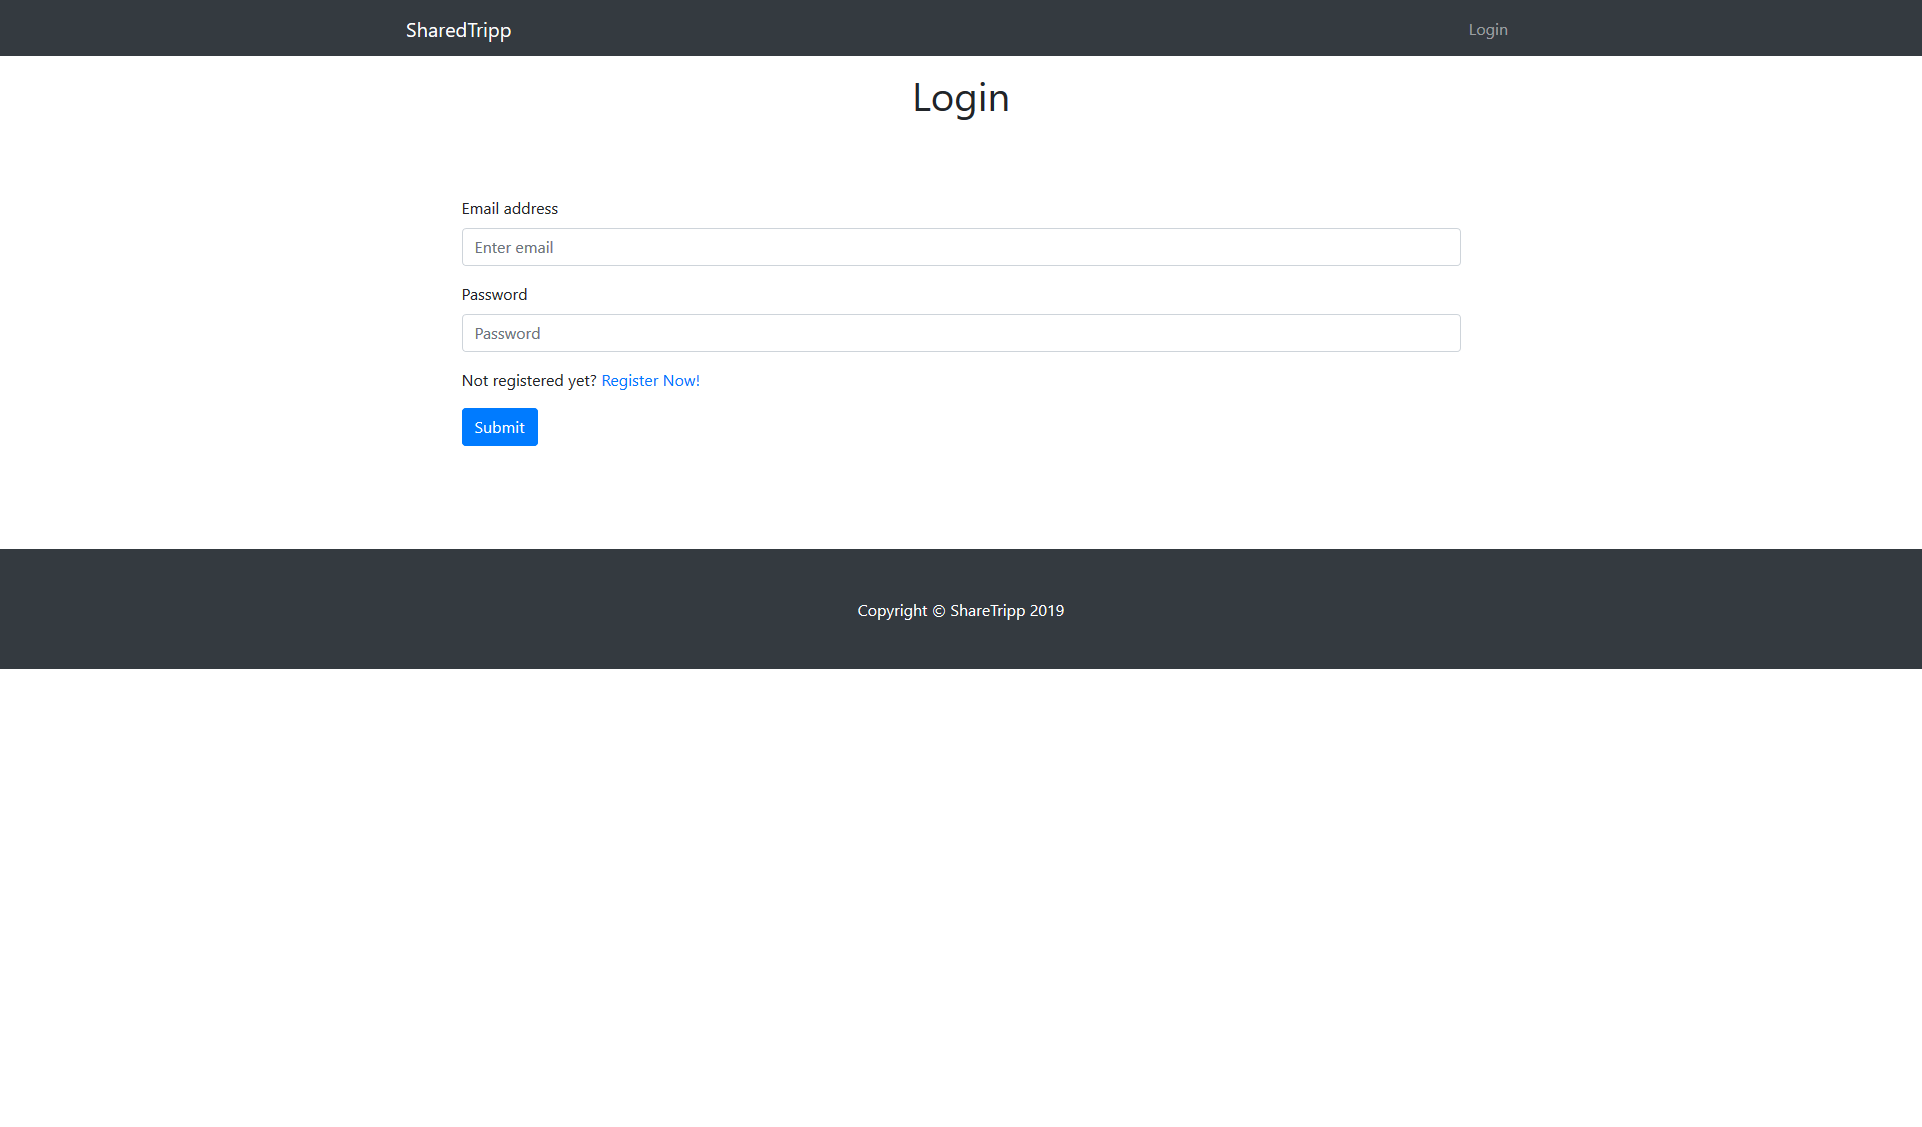 SharedTripp
Login
Login
Email address
Enter email
Password
Password
Not registered yet? Register Now!
Submit
Copyright © ShareTripp 2019